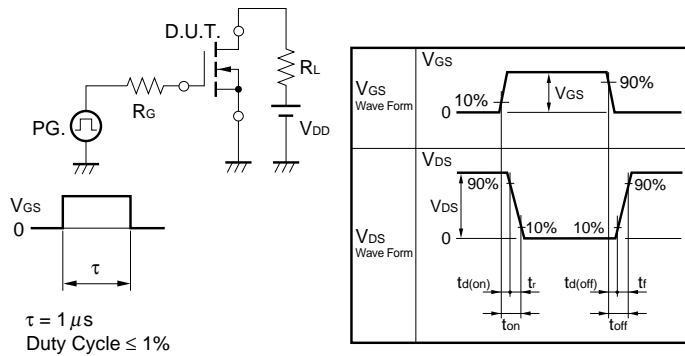 D.U.T.
RL
RG
PG.
VDD
VGS
0
τ
τ = 1 μs
Duty Cycle ≤ 1%
VGS
Wave Form
VGS
10%
90%
VGS
0
VDS
Wave Form
VDS
90%
90%
VDS
10%
10%
0
td(on)
tr
td(off)
tf
ton
toff